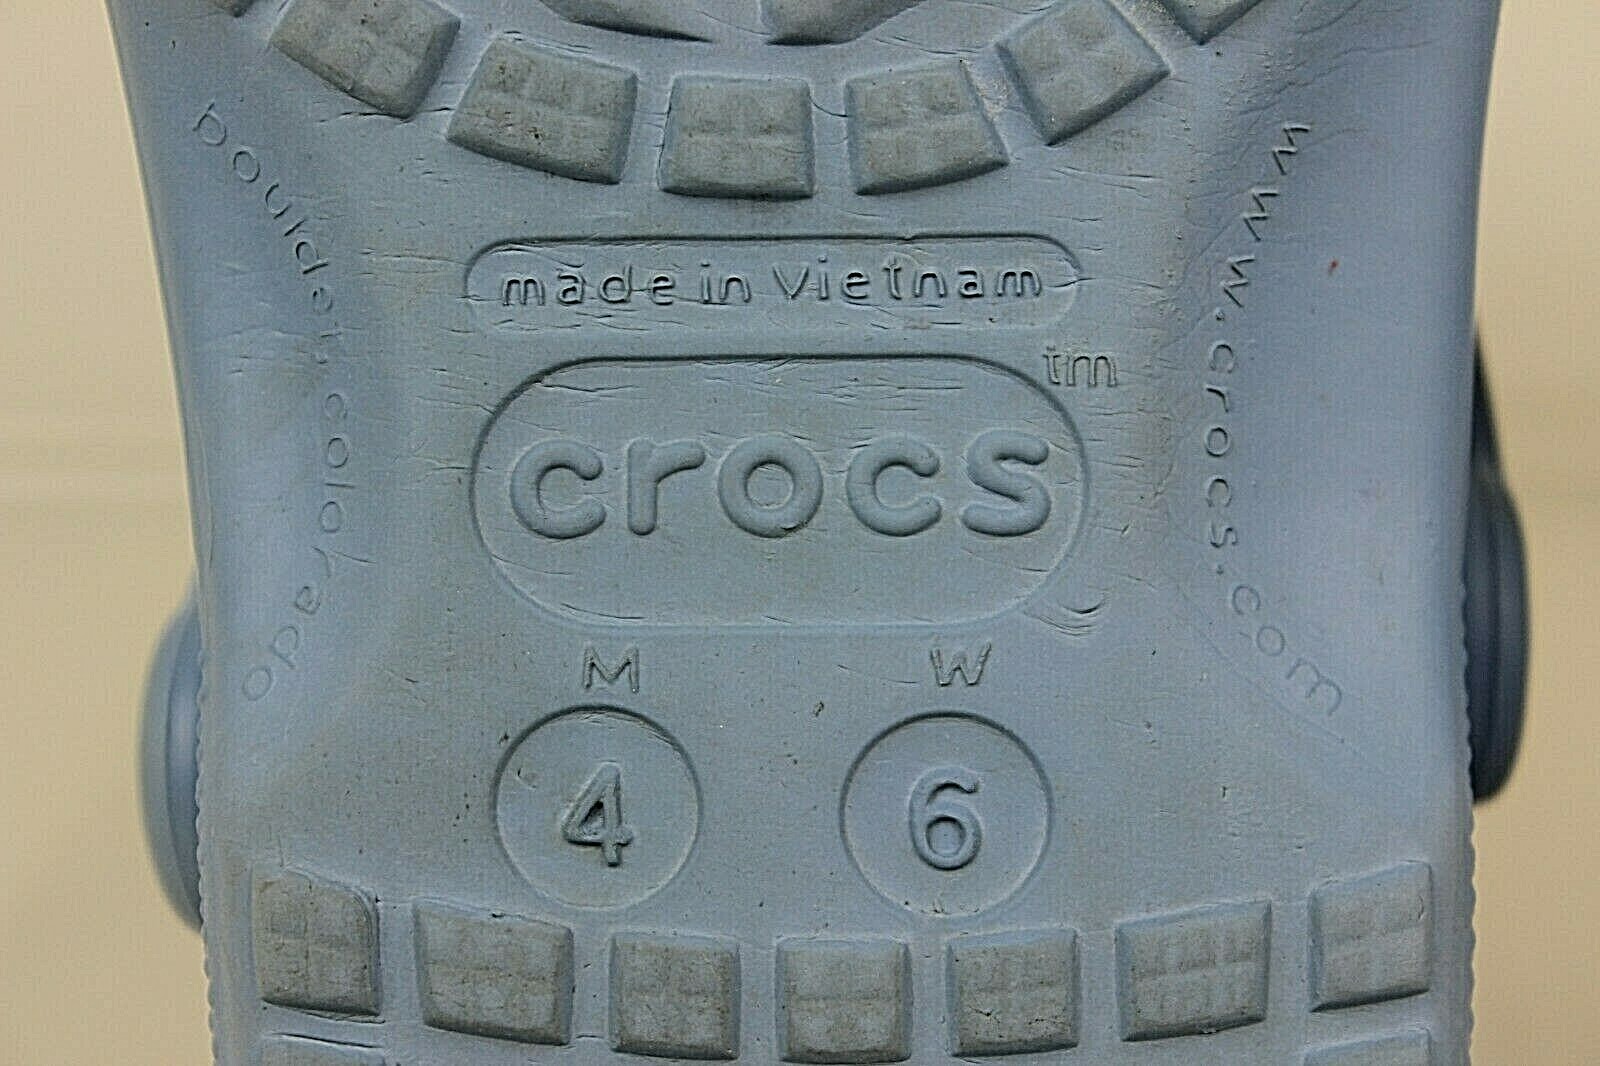 made in Vietnam
crocs tm
boulder, colorado
www.crocs.com
M W
4 6